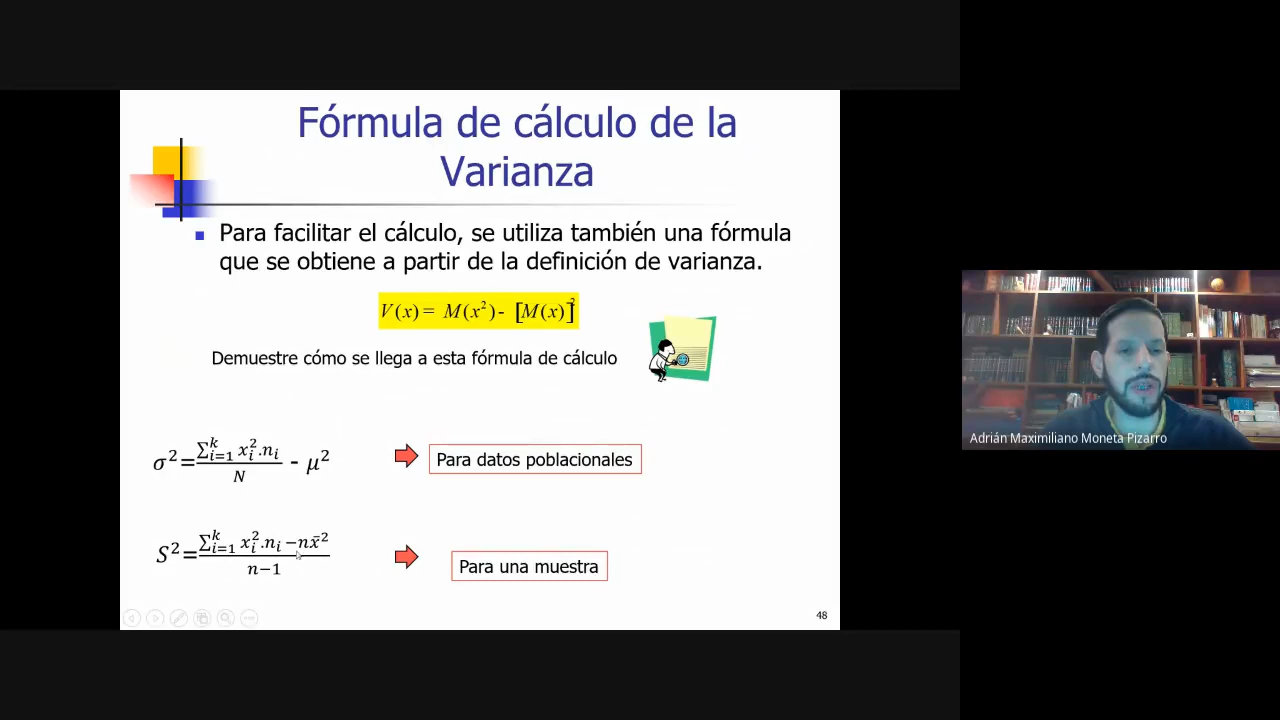 Fórmula de cálculo de la
Varianza
Para facilitar el cálculo, se utiliza también una fórmula
que se obtiene a partir de la definición de varianza.
V(x) = M(x²) - [M(x)]²
Demuestre cómo se llega a esta fórmula de cálculo
σ² = (∑ᵢ₌₁ᵏ xᵢ².nᵢ)/N - μ²
Para datos poblacionales
S² = (∑ᵢ₌₁ᵏ xᵢ².nᵢ − nx̄²)/(n−1)
Para una muestra
48
Adrián Maximiliano Moneta Pizarro